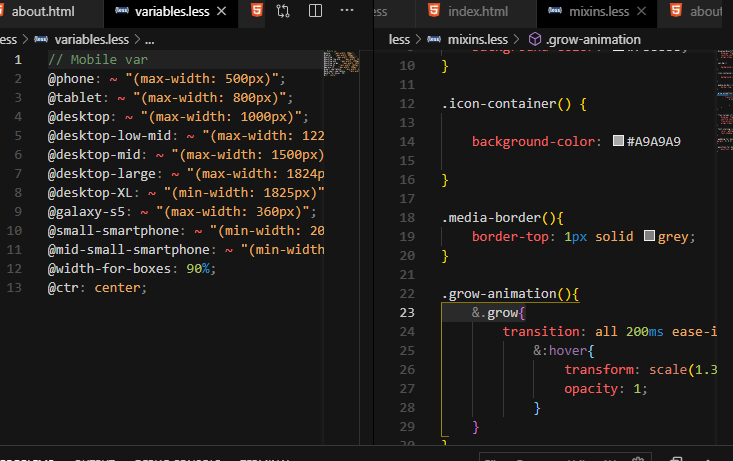 about.html
variables.less
less
index.html
mixins.less
about
less > variables.less > ...
less > mixins.less > .grow-animation
1 // Mobile var
2 @phone: ~ "(max-width: 500px)";
3 @tablet: ~ "(max-width: 800px)";
4 @desktop: ~ "(max-width: 1000px)";
5 @desktop-low-mid: ~ "(max-width: 122
6 @desktop-mid: ~ "(max-width: 1500px)
7 @desktop-large: ~ "(max-width: 1824p
8 @desktop-XL: ~ "(min-width: 1825px)"
9 @galaxy-s5: ~ "(max-width: 360px)";
10 @small-smartphone: ~ "(min-width: 20
11 @mid-small-smartphone: ~ "(min-width
12 @width-for-boxes: 90%;
13 @ctr: center;
10 }
11
12 .icon-container() {
13
14 background-color: #A9A9A9
15
16 }
17
18 .media-border(){
19 border-top: 1px solid grey;
20 }
21
22 .grow-animation(){
23 &.grow{
24 transition: all 200ms ease-i
25 &:hover{
26 transform: scale(1.3
27 opacity: 1;
28 }
29 }